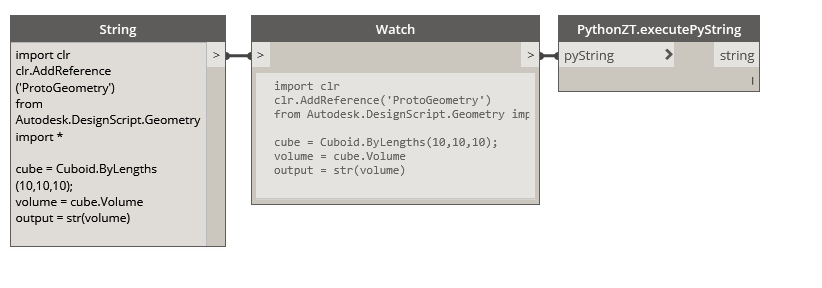 String
import clr
clr.AddReference
('ProtoGeometry')
from
Autodesk.DesignScript.Geometry
import *
cube = Cuboid.ByLengths
(10,10,10);
volume = cube.Volume
output = str(volume)
>
Watch
>
>
import clr
clr.AddReference('ProtoGeometry')
from Autodesk.DesignScript.Geometry imp
cube = Cuboid.ByLengths(10,10,10);
volume = cube.Volume
output = str(volume)
PythonZT.executePyString
pyString
string
l